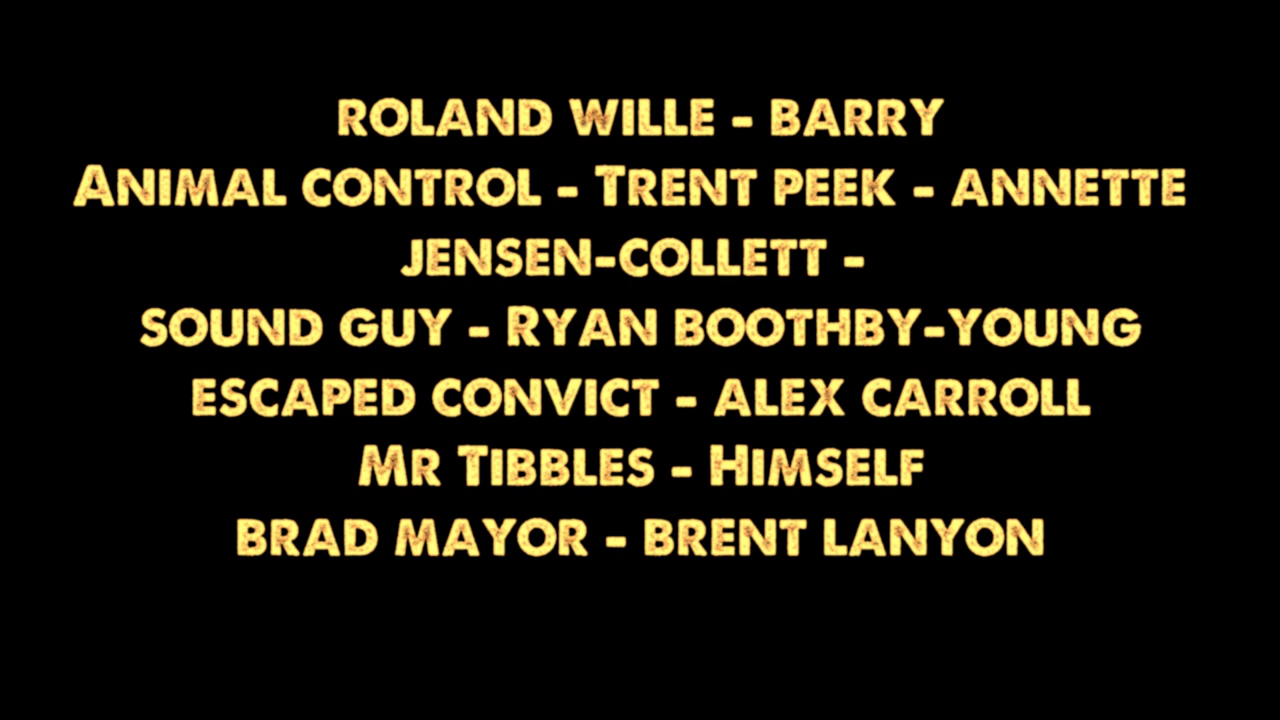 ROLAND WILLE - BARRY
ANIMAL CONTROL - TRENT PEEK - ANNETTE
JENSEN-COLLETT -
SOUND GUY - RYAN BOOTHBY-YOUNG
ESCAPED CONVICT - ALEX CARROLL
MR TIBBLES - HIMSELF
BRAD MAYOR - BRENT LANYON